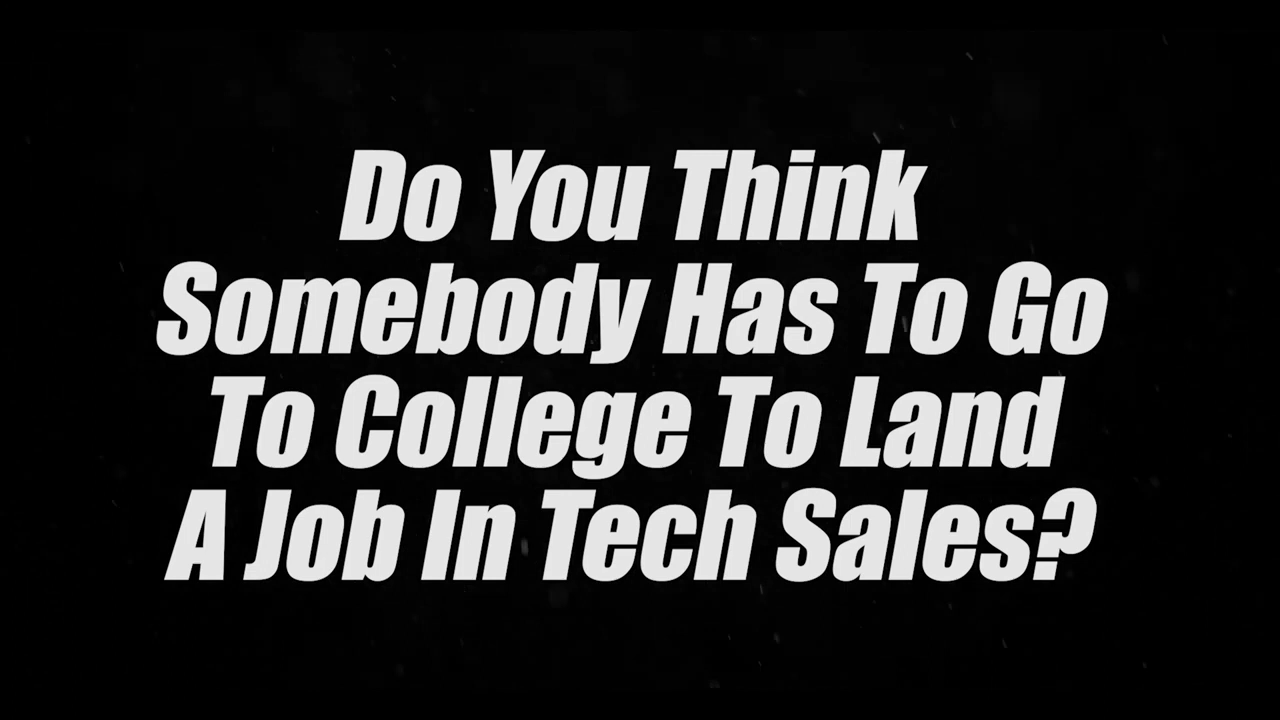 Do You Think
Somebody Has To Go
To College To Land
A Job In Tech Sales?